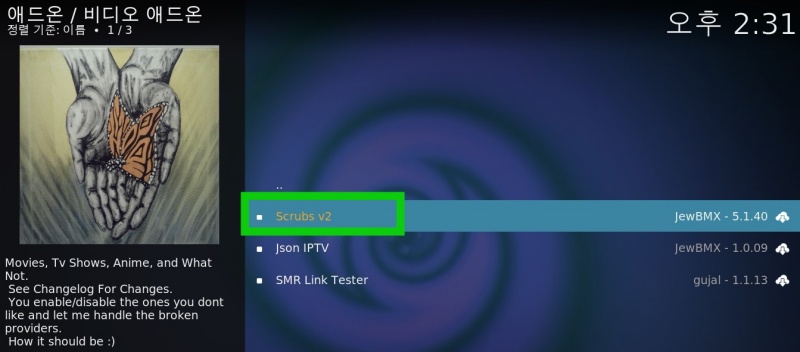 애드온 / 비디오 애드온
정렬 기준: 이름 • 1 / 3
오후 2:31
..
Scrubs v2 JewBMX - 5.1.40
Json IPTV JewBMX - 1.0.09
SMR Link Tester gujal - 1.1.13
Movies, Tv Shows, Anime, and What
Not.
See Changelog For Changes.
You enable/disable the ones you dont
like and let me handle the broken
providers.
How it should be :)